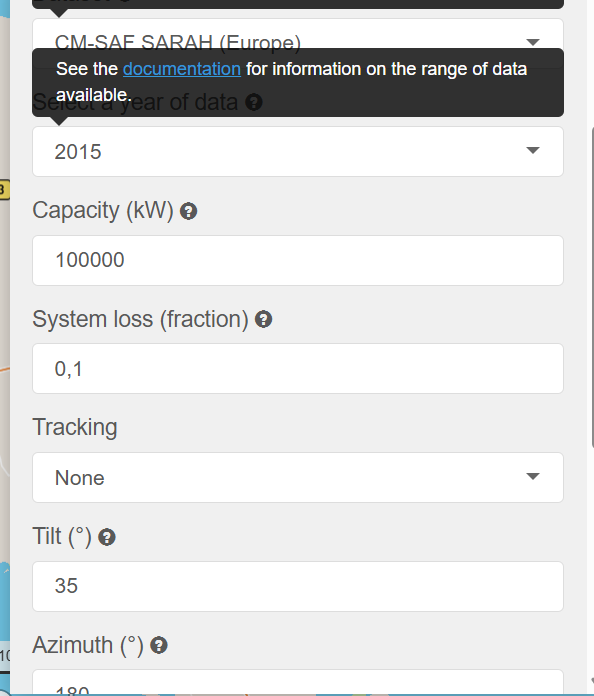 CM-SAF SARAH (Europe)
See the documentation for information on the range of data
available.
Select a year of data
2015
Capacity (kW)
100000
System loss (fraction)
0,1
Tracking
None
Tilt (°)
35
Azimuth (°)
180